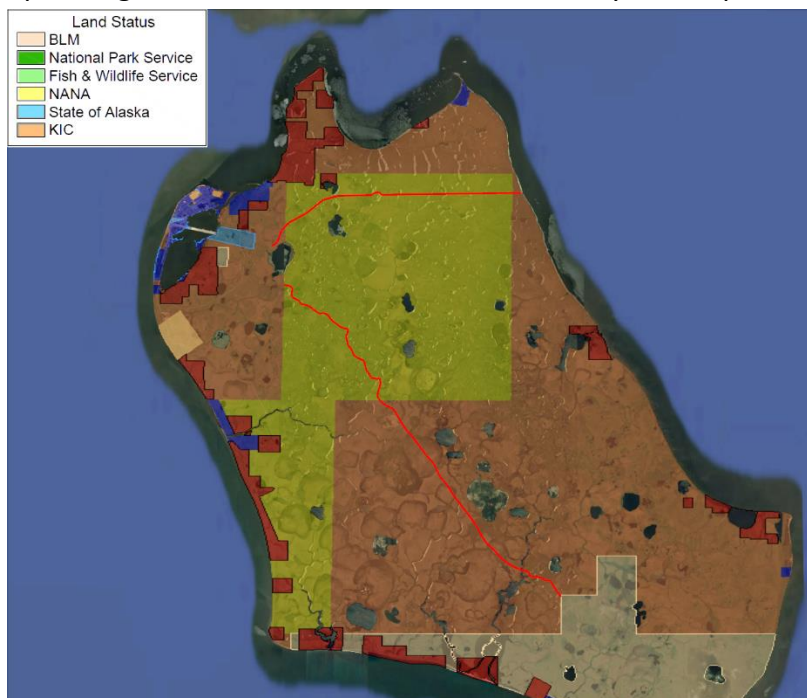 Land Status
BLM
National Park Service
Fish & Wildlife Service
NANA
State of Alaska
KIC